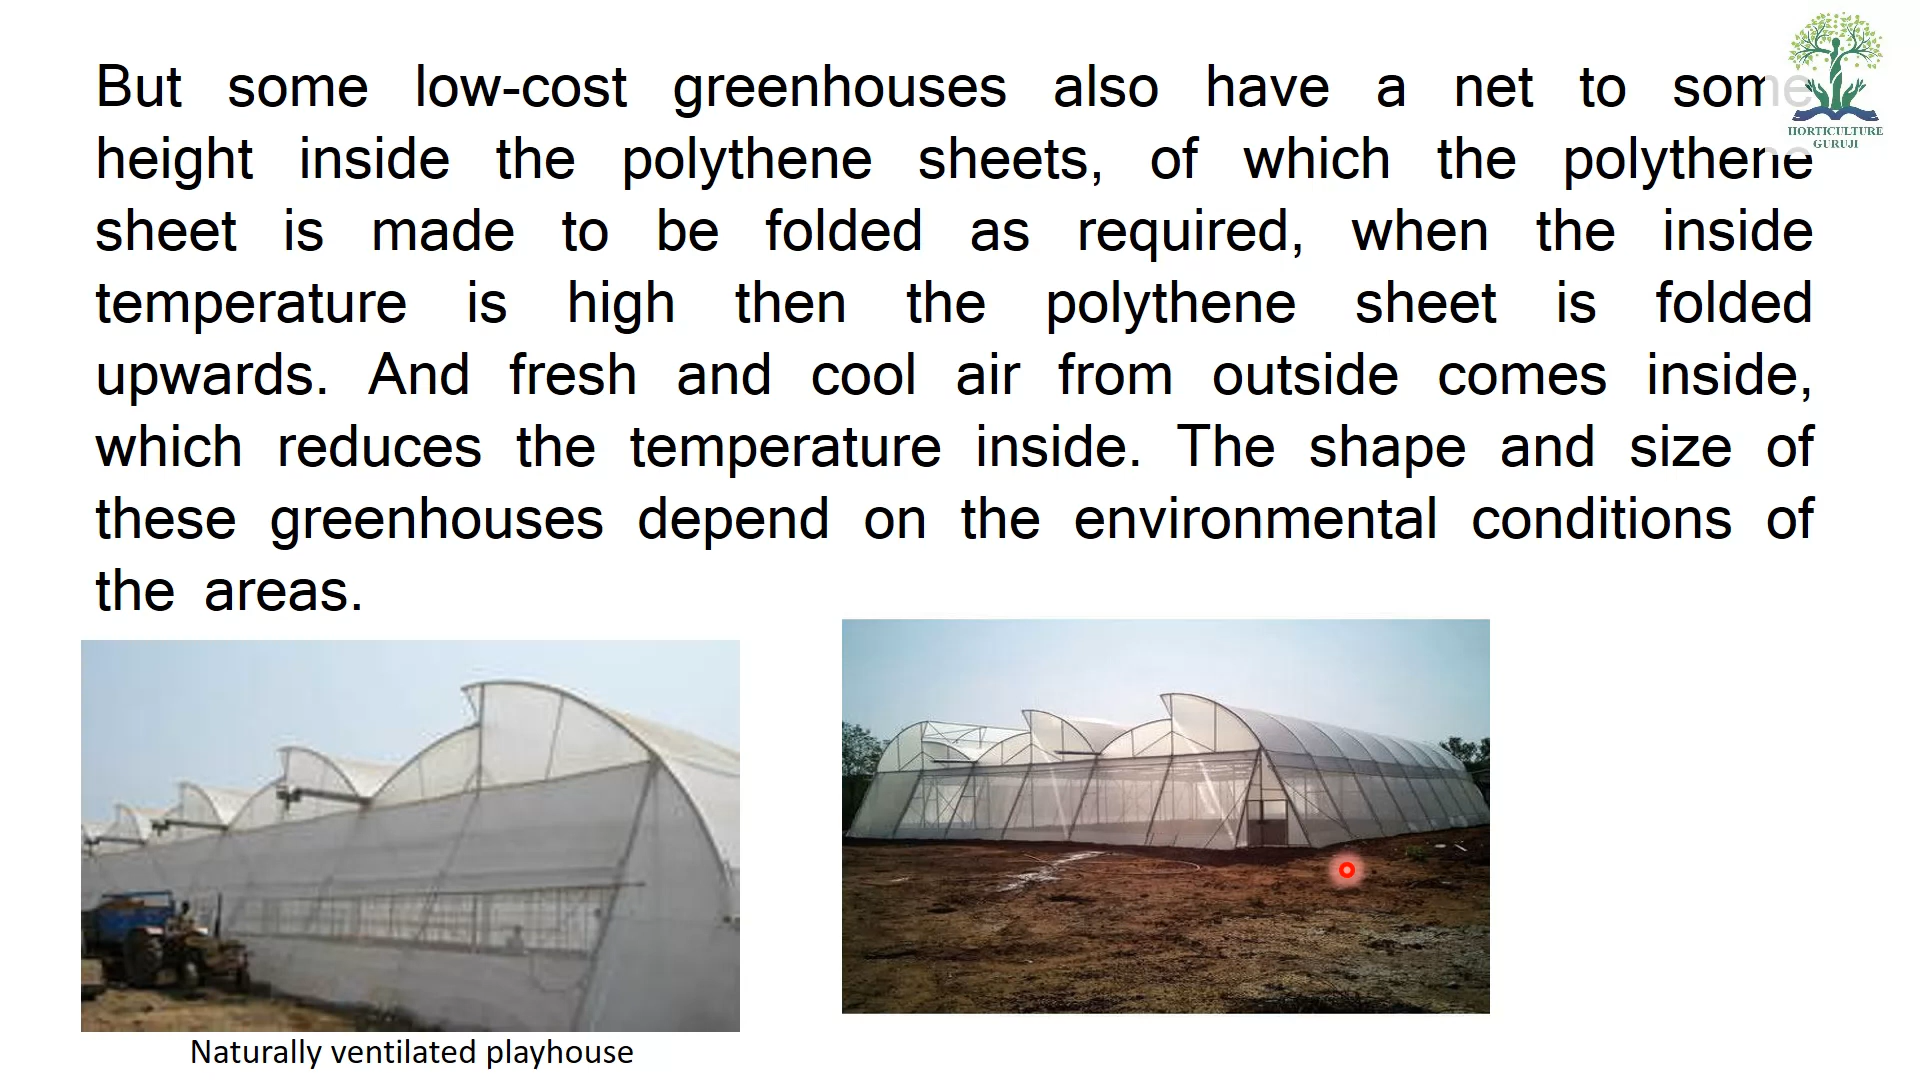 But some low-cost greenhouses also have a net to some
height inside the polythene sheets, of which the polythene
sheet is made to be folded as required, when the inside
temperature is high then the polythene sheet is folded
upwards. And fresh and cool air from outside comes inside,
which reduces the temperature inside. The shape and size of
these greenhouses depend on the environmental conditions of
the areas.
HORTICULTURE
GURUJI
Naturally ventilated playhouse